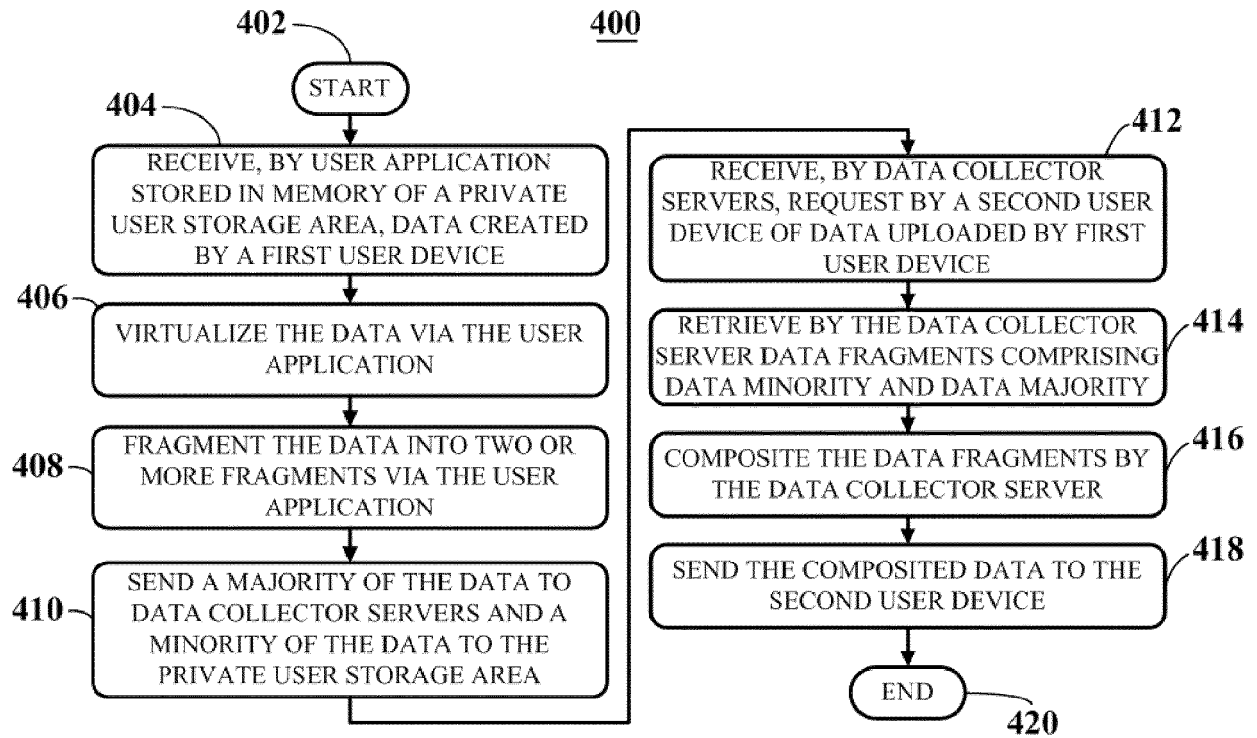 400
402
START
404
RECEIVE, BY USER APPLICATION
STORED IN MEMORY OF A PRIVATE
USER STORAGE AREA, DATA CREATED
BY A FIRST USER DEVICE
406
VIRTUALIZE THE DATA VIA THE USER
APPLICATION
408
FRAGMENT THE DATA INTO TWO OR
MORE FRAGMENTS VIA THE USER
APPLICATION
410
SEND A MAJORITY OF THE DATA TO
DATA COLLECTOR SERVERS AND A
MINORITY OF THE DATA TO THE
PRIVATE USER STORAGE AREA
412
RECEIVE, BY DATA COLLECTOR
SERVERS, REQUEST BY A SECOND USER
DEVICE OF DATA UPLOADED BY FIRST
USER DEVICE
414
RETRIEVE BY THE DATA COLLECTOR
SERVER DATA FRAGMENTS COMPRISING
DATA MINORITY AND DATA MAJORITY
416
COMPOSITE THE DATA FRAGMENTS BY
THE DATA COLLECTOR SERVER
418
SEND THE COMPOSITED DATA TO THE
SECOND USER DEVICE
END
420